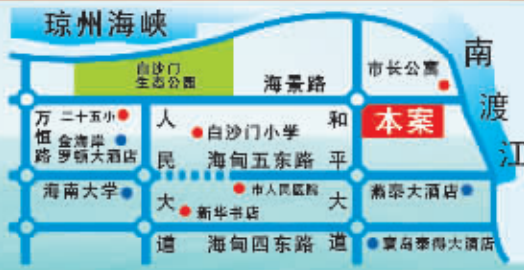 琼州海峡
南渡江
白沙门
生态公园
海景路
市长公寓
万恒路
二十五小
金海岸
罗顿大酒店
人民大道
白沙门小学
和平大道
本案
海甸五东路
海南大学
市人民医院
新华书店
瀚泰大酒店
海甸四东路
寰岛泰得大酒店